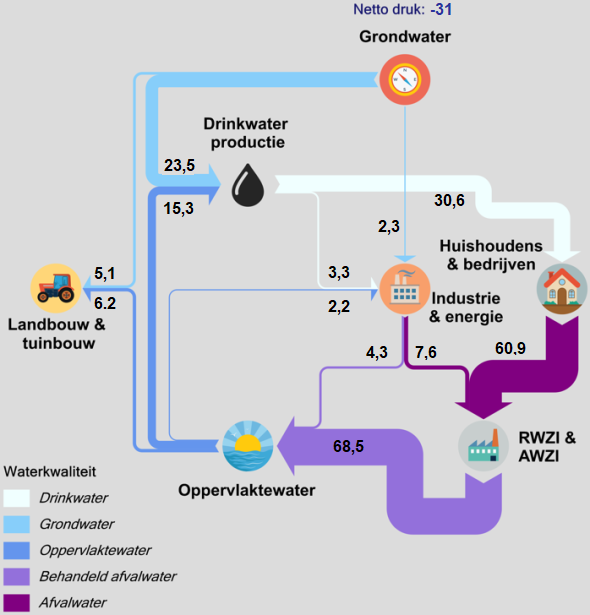 Netto druk: -31
Grondwater
Drinkwater
productie
23,5
15,3
30,6
2,3
Huishoudens
& bedrijven
5,1
6.2
3,3
2,2
Industrie
& energie
Landbouw &
tuinbouw
4,3
7,6
60,9
68,5
RWZI &
AWZI
Oppervlaktewater
Waterkwaliteit
Drinkwater
Grondwater
Oppervlaktewater
Behandeld afvalwater
Afvalwater